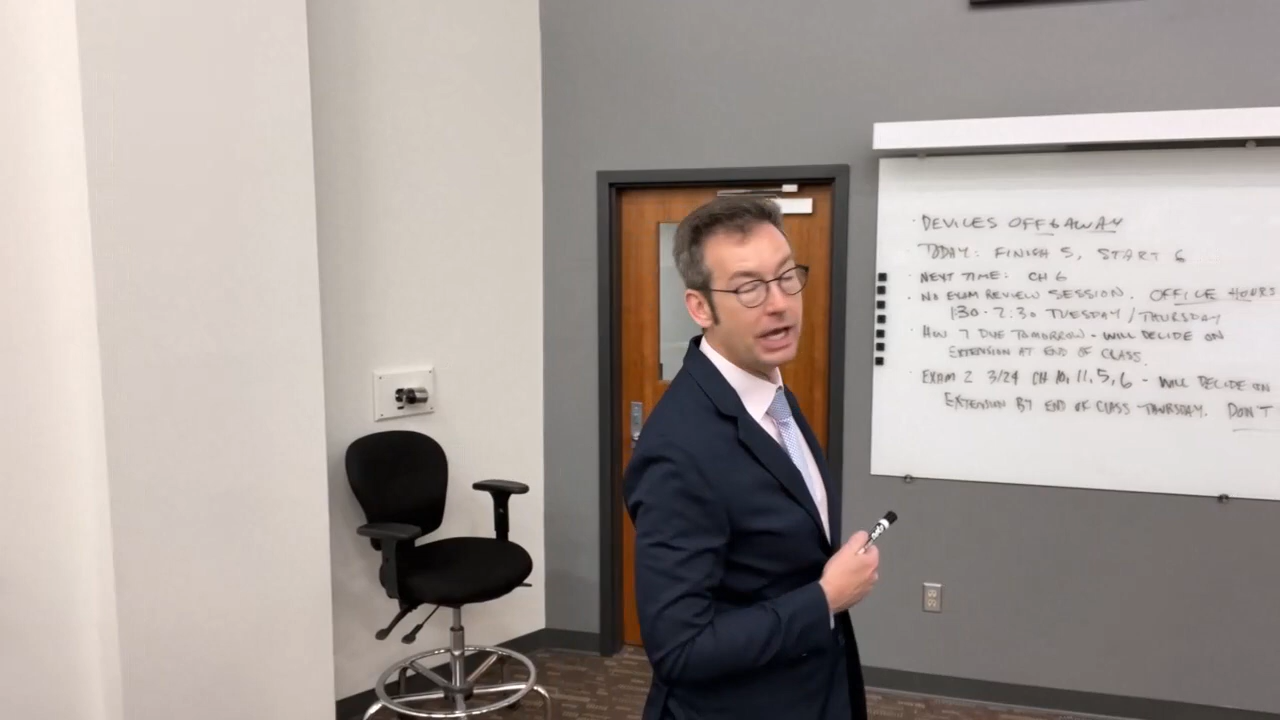 · DEVICES OFF & AWAY
· TODAY: FINISH 5, START 6
· NEXT TIME: CH 6
· NO EXAM REVIEW SESSION. OFFICE HOURS
1:30-2:30 TUESDAY/THURSDAY
· HW 7 DUE TOMORROW - WILL DECIDE ON
EXTENSION AT END OF CLASS.
· EXAM 2 3/24 CH 10, 11, 5, 6 - WILL DECIDE ON
EXTENSION BY END OF CLASS THURSDAY. DON'T